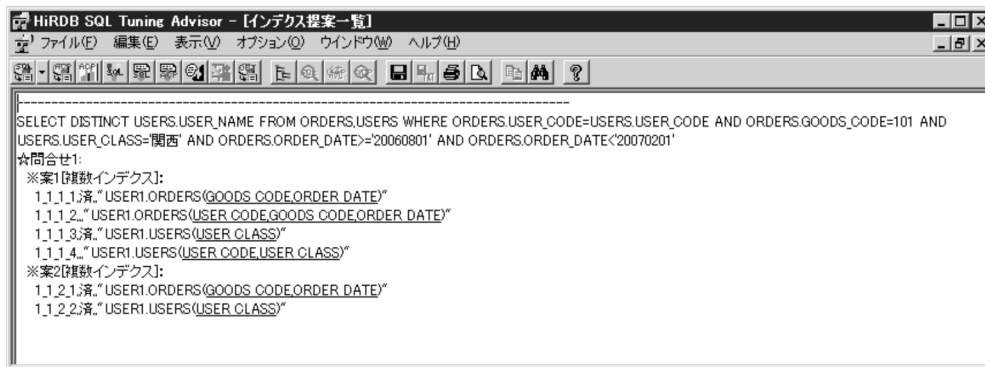 HiRDB SQL Tuning Advisor - [インデクス提案一覧]
ファイル(F) 編集(E) 表示(V) オプション(O) ウインドウ(W) ヘルプ(H)
--------------------------------------------------------------------------------
SELECT DISTINCT USERS.USER_NAME FROM ORDERS,USERS WHERE ORDERS.USER_CODE=USERS.USER_CODE AND ORDERS.GOODS_CODE=101 AND
USERS.USER_CLASS='関西' AND ORDERS.ORDER_DATE>='20060801' AND ORDERS.ORDER_DATE<'20070201'
☆問合せ1:
※案1[複数インデクス]:
1_1_1_1,済,,"USER1.ORDERS(GOODS_CODE,ORDER_DATE)"
1_1_1_2,,,"USER1.ORDERS(USER_CODE,GOODS_CODE,ORDER_DATE)"
1_1_1_3,済,,"USER1.USERS(USER_CLASS)"
1_1_1_4,,,"USER1.USERS(USER_CODE,USER_CLASS)"
※案2[複数インデクス]:
1_1_2_1,済,,"USER1.ORDERS(GOODS_CODE,ORDER_DATE)"
1_1_2_2,済,,"USER1.USERS(USER_CLASS)"